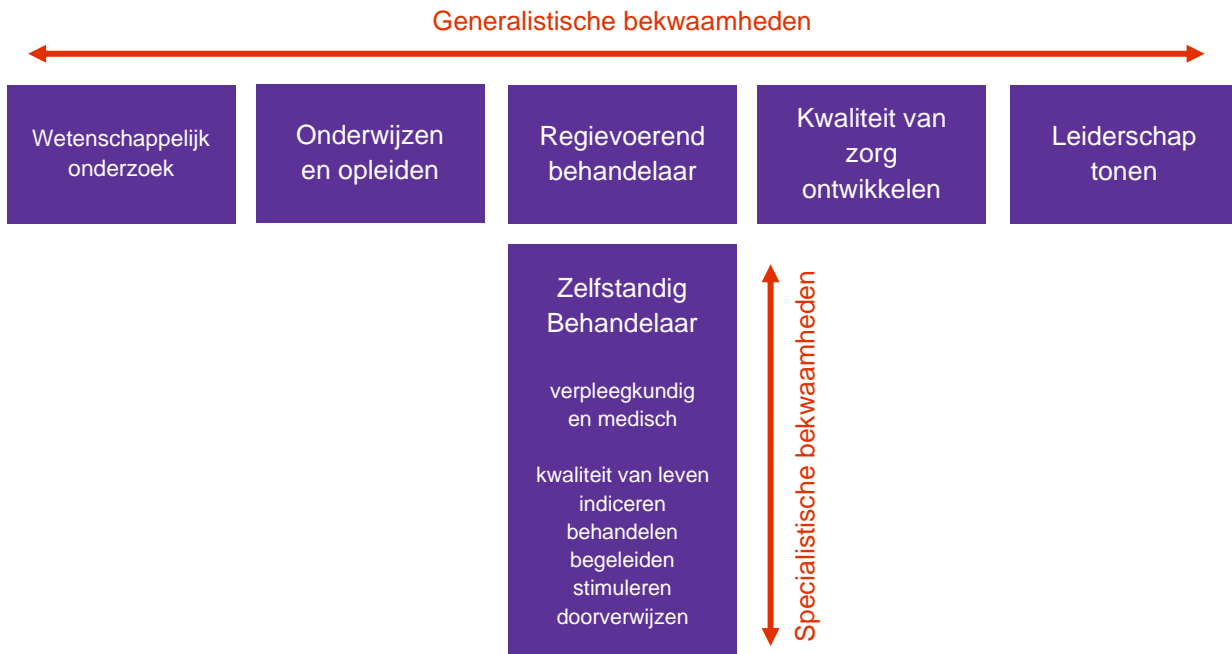 Generalistische bekwaamheden
Wetenschappelijk
onderzoek
Onderwijzen
en opleiden
Regievoerend
behandelaar
Kwaliteit van
zorg
ontwikkelen
Leiderschap
tonen
Zelfstandig
Behandelaar
verpleegkundig
en medisch
kwaliteit van leven
indiceren
behandelen
begeleiden
stimuleren
doorverwijzen
Specialistische bekwaamheden